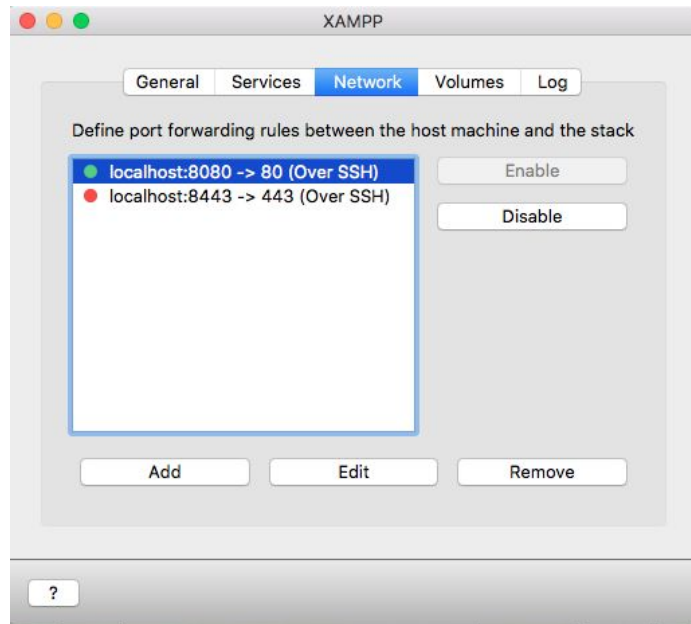 XAMPP
General Services Network Volumes Log
Define port forwarding rules between the host machine and the stack
localhost:8080 -> 80 (Over SSH)
Enable
localhost:8443 -> 443 (Over SSH)
Disable
Add Edit Remove
?